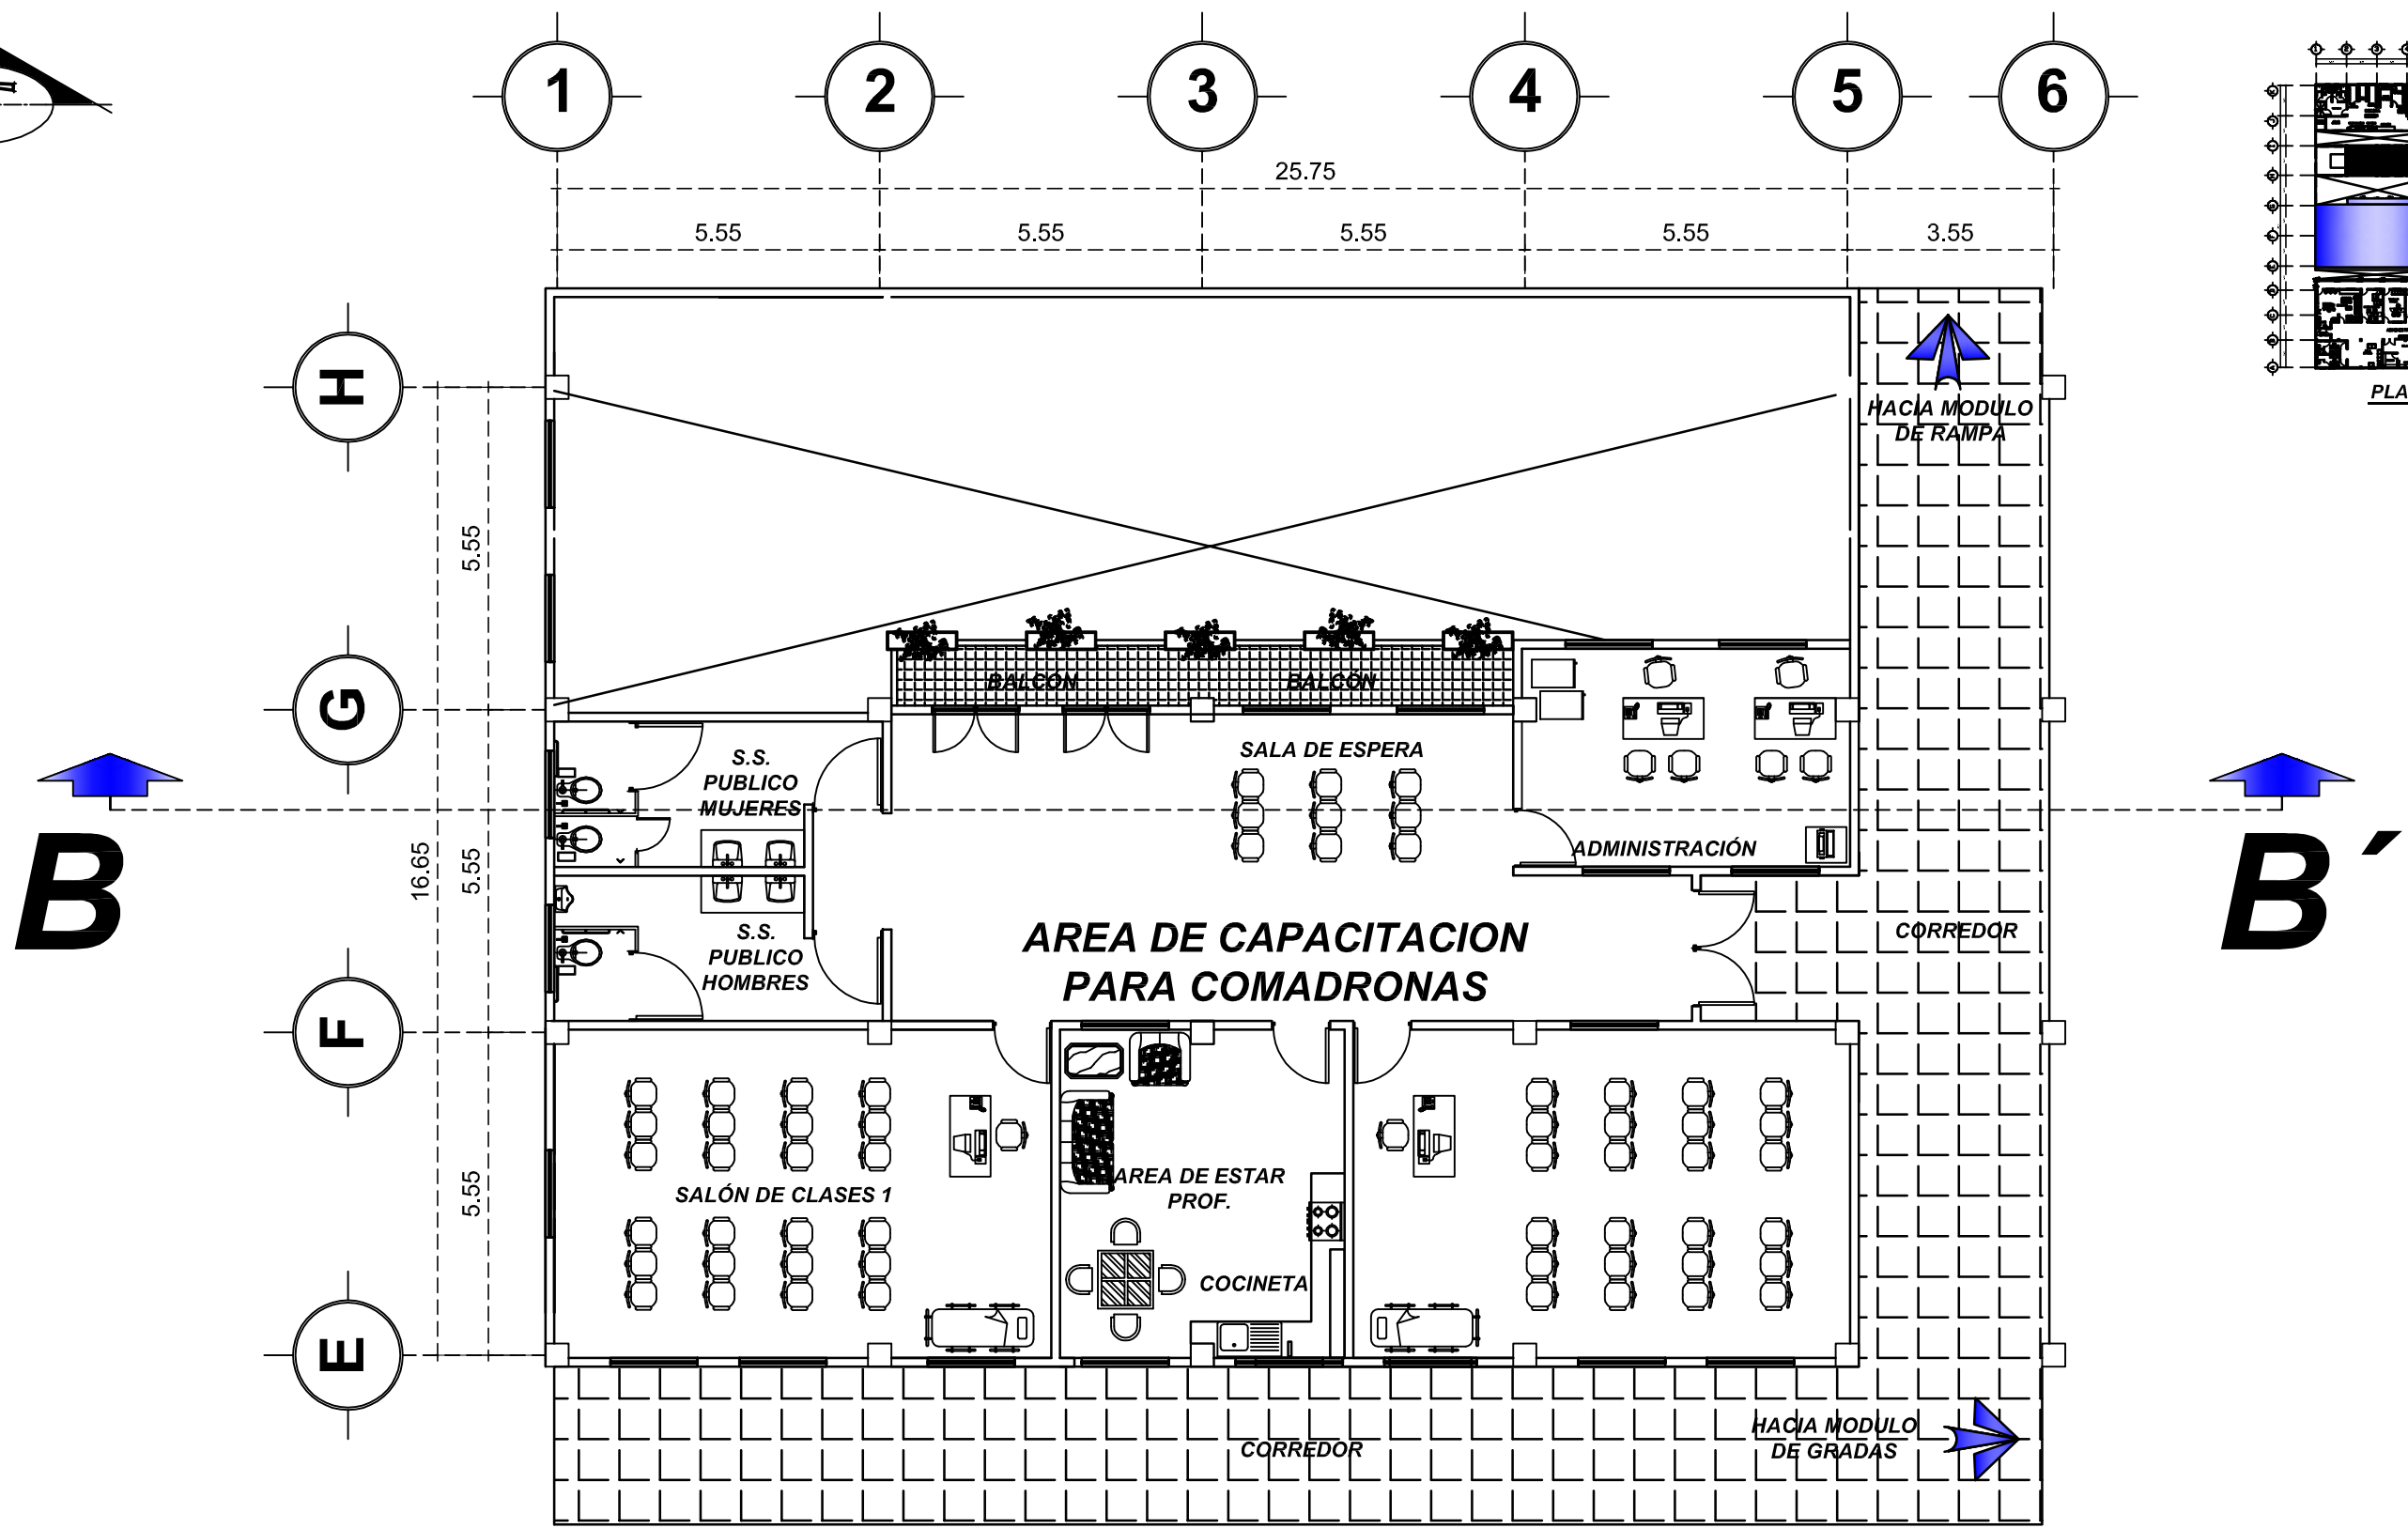 1 2 3 4 5 6
25.75
5.55 5.55 5.55 5.55 3.55
H
HACIA MODULO
DE RAMPA
PLA
5.55
BALCÓN BALCÓN
G
SALA DE ESPERA
S.S.
PUBLICO
MUJERES
ADMINISTRACIÓN
B B´
16.65
5.55
S.S.
PUBLICO
HOMBRES
AREA DE CAPACITACION
PARA COMADRONAS
CORREDOR
F
5.55
SALÓN DE CLASES 1
AREA DE ESTAR
PROF.
COCINETA
E
HACIA MODULO
DE GRADAS
CORREDOR